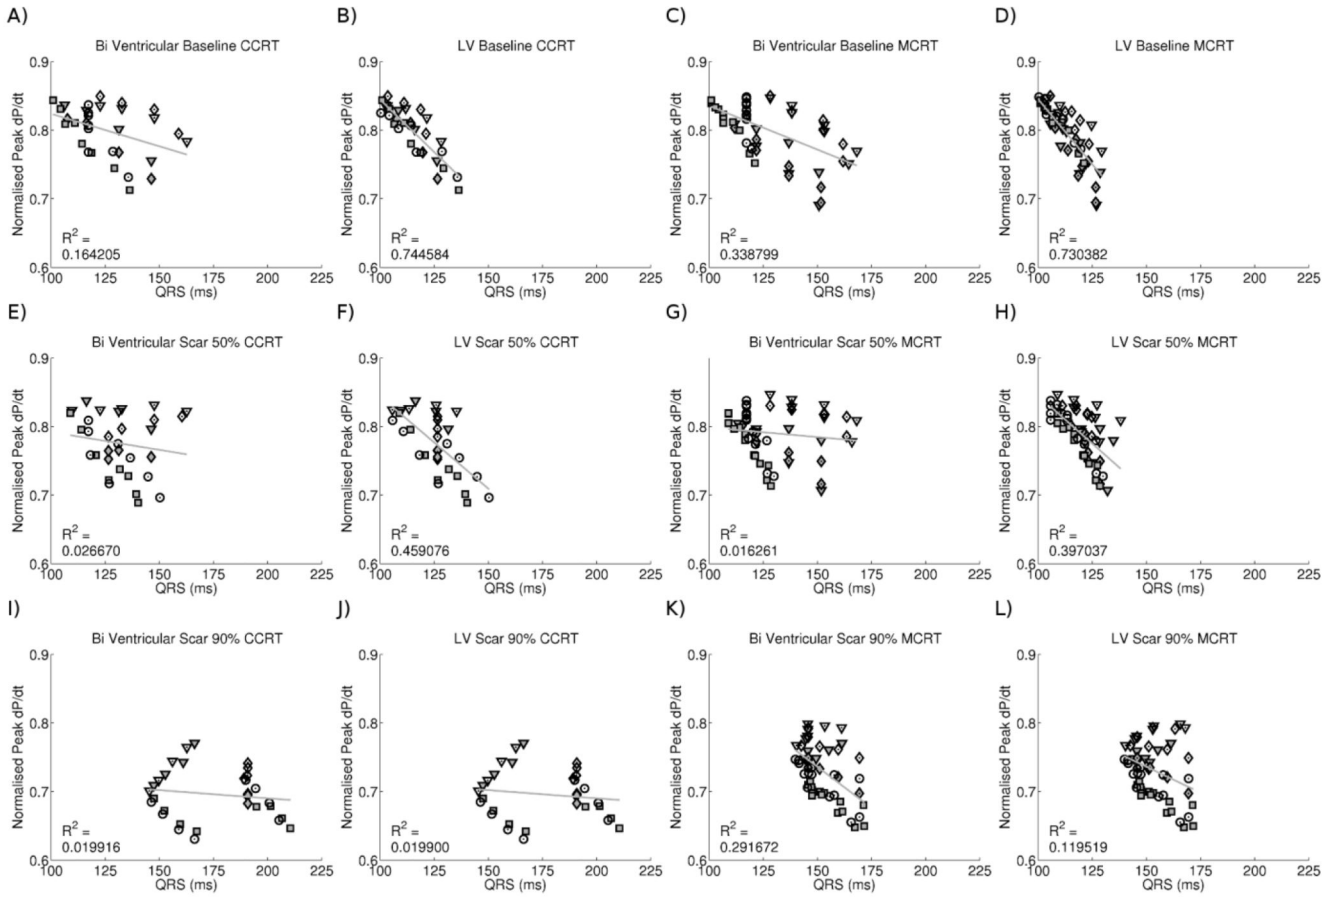 A)
Bi Ventricular Baseline CCRT
0.9
0.8
0.7
0.6
Normalised Peak dP/dt
R² =
0.164205
100 125 150 175 200 225
QRS (ms)
B)
LV Baseline CCRT
0.9
0.8
0.7
0.6
Normalised Peak dP/dt
R² =
0.744584
100 125 150 175 200 225
QRS (ms)
C)
Bi Ventricular Baseline MCRT
0.9
0.8
0.7
0.6
Normalised Peak dP/dt
R² =
0.338799
100 125 150 175 200 225
QRS (ms)
D)
LV Baseline MCRT
0.9
0.8
0.7
0.6
Normalised Peak dP/dt
R² =
0.730382
100 125 150 175 200 225
QRS (ms)
E)
Bi Ventricular Scar 50% CCRT
0.9
0.8
0.7
0.6
Normalised Peak dP/dt
R² =
0.026670
100 125 150 175 200 225
QRS (ms)
F)
LV Scar 50% CCRT
0.9
0.8
0.7
0.6
Normalised Peak dP/dt
R² =
0.459076
100 125 150 175 200 225
QRS (ms)
G)
Bi Ventricular Scar 50% MCRT
0.9
0.8
0.7
0.6
Normalised Peak dP/dt
R² =
0.016261
100 125 150 175 200 225
QRS (ms)
H)
LV Scar 50% MCRT
0.9
0.8
0.7
0.6
Normalised Peak dP/dt
R² =
0.397037
100 125 150 175 200 225
QRS (ms)
I)
Bi Ventricular Scar 90% CCRT
0.9
0.8
0.7
0.6
Normalised Peak dP/dt
R² =
0.019916
100 125 150 175 200 225
QRS (ms)
J)
LV Scar 90% CCRT
0.9
0.8
0.7
0.6
Normalised Peak dP/dt
R² =
0.019900
100 125 150 175 200 225
QRS (ms)
K)
Bi Ventricular Scar 90% MCRT
0.9
0.8
0.7
0.6
Normalised Peak dP/dt
R² =
0.291672
100 125 150 175 200 225
QRS (ms)
L)
LV Scar 90% MCRT
0.9
0.8
0.7
0.6
Normalised Peak dP/dt
R² =
0.119519
100 125 150 175 200 225
QRS (ms)